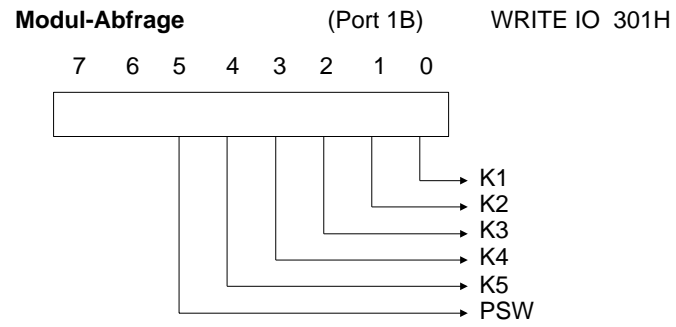 Modul-Abfrage (Port 1B) WRITE IO 301H
7 6 5 4 3 2 1 0
K1
K2
K3
K4
K5
PSW